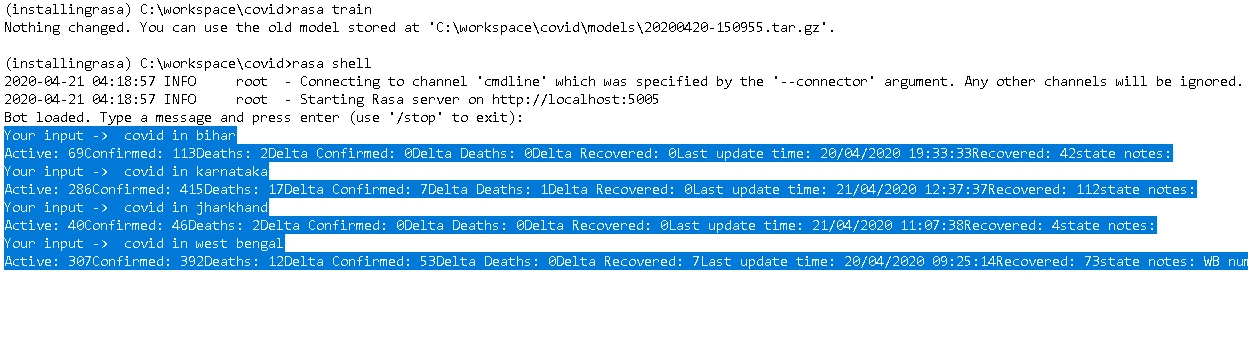 (installingrasa) C:\workspace\covid>rasa train
Nothing changed. You can use the old model stored at 'C:\workspace\covid\models\20200420-150955.tar.gz'.
(installingrasa) C:\workspace\covid>rasa shell
2020-04-21 04:18:57 INFO     root  - Connecting to channel 'cmdline' which was specified by the '--connector' argument. Any other channels will be ignored.
2020-04-21 04:18:57 INFO     root  - Starting Rasa server on http://localhost:5005
Bot loaded. Type a message and press enter (use '/stop' to exit):
Your input ->  covid in bihar
Active: 69Confirmed: 113Deaths: 2Delta Confirmed: 0Delta Deaths: 0Delta Recovered: 0Last update time: 20/04/2020 19:33:33Recovered: 42state notes:
Your input ->  covid in karnataka
Active: 286Confirmed: 415Deaths: 17Delta Confirmed: 7Delta Deaths: 1Delta Recovered: 0Last update time: 21/04/2020 12:37:37Recovered: 112state notes:
Your input ->  covid in jharkhand
Active: 40Confirmed: 46Deaths: 2Delta Confirmed: 0Delta Deaths: 0Delta Recovered: 0Last update time: 21/04/2020 11:07:38Recovered: 4state notes:
Your input ->  covid in west bengal
Active: 307Confirmed: 392Deaths: 12Delta Confirmed: 53Delta Deaths: 0Delta Recovered: 7Last update time: 20/04/2020 09:25:14Recovered: 73state notes: WB